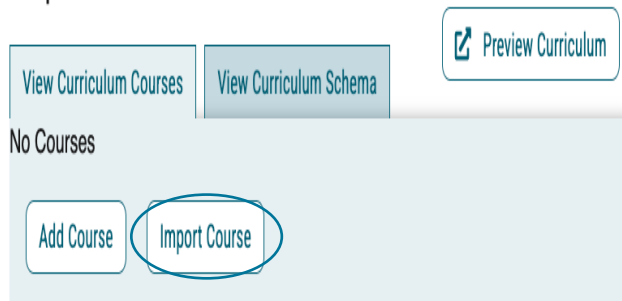 Preview Curriculum
View Curriculum Courses
View Curriculum Schema
No Courses
Add Course
Import Course